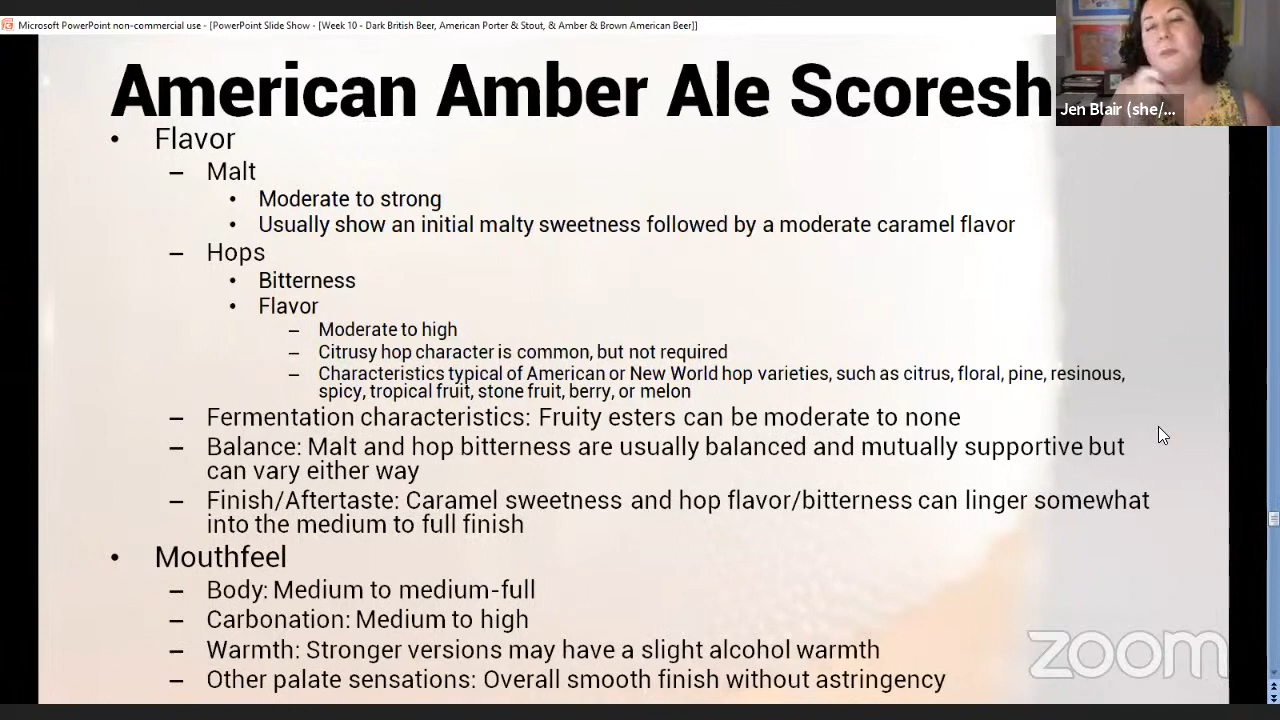 Microsoft PowerPoint non-commercial use - [PowerPoint Slide Show - [Week 10 - Dark British Beer, American Porter & Stout, & Amber & Brown American Beer]]
American Amber Ale Scoresh
Jen Blair (she/...
• Flavor
– Malt
• Moderate to strong
• Usually show an initial malty sweetness followed by a moderate caramel flavor
– Hops
• Bitterness
• Flavor
– Moderate to high
– Citrusy hop character is common, but not required
– Characteristics typical of American or New World hop varieties, such as citrus, floral, pine, resinous,
spicy, tropical fruit, stone fruit, berry, or melon
– Fermentation characteristics: Fruity esters can be moderate to none
– Balance: Malt and hop bitterness are usually balanced and mutually supportive but
can vary either way
– Finish/Aftertaste: Caramel sweetness and hop flavor/bitterness can linger somewhat
into the medium to full finish
• Mouthfeel
– Body: Medium to medium-full
– Carbonation: Medium to high
– Warmth: Stronger versions may have a slight alcohol warmth
– Other palate sensations: Overall smooth finish without astringency
zoom